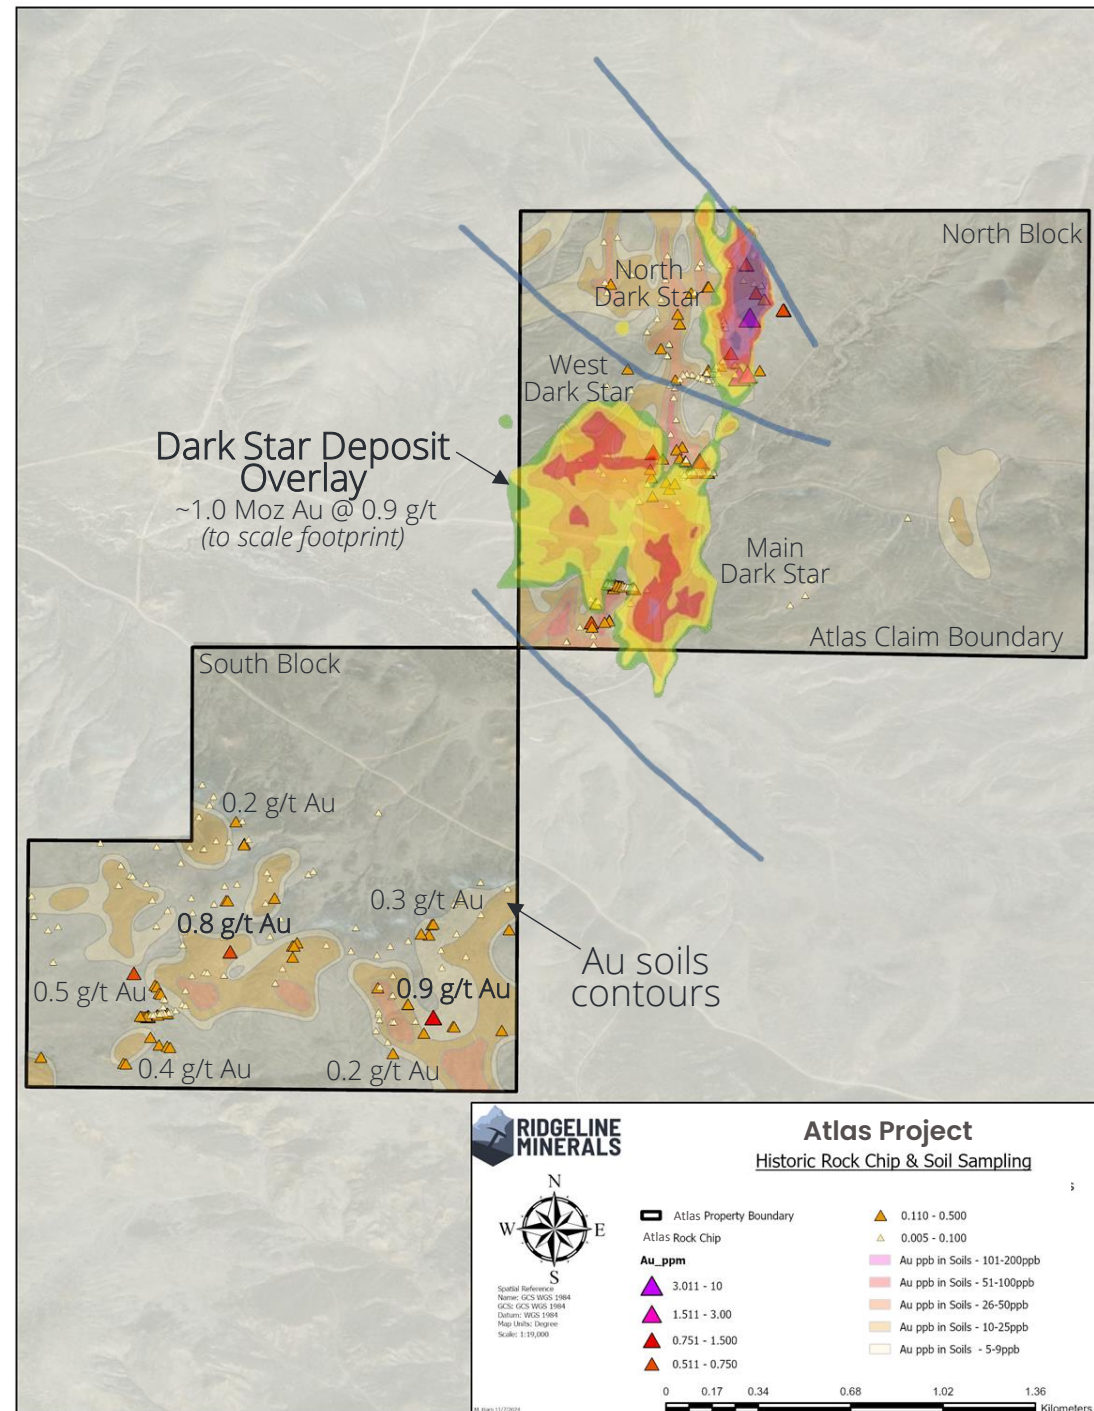 North Block
North
Dark Star
West
Dark Star
Dark Star Deposit
Overlay
~1.0 Moz Au @ 0.9 g/t
(to scale footprint)
Main
Dark Star
Atlas Claim Boundary
South Block
0.2 g/t Au
0.3 g/t Au
0.8 g/t Au
Au soils
contours
0.5 g/t Au
0.9 g/t Au
0.4 g/t Au
0.2 g/t Au
RIDGELINE
MINERALS
Atlas Project
Historic Rock Chip & Soil Sampling
s
N
W E
S
Spatial Reference
Name: GCS WGS 1984
GCS: GCS WGS 1984
Datum: WGS 1984
Map Units: Degree
Scale: 1:19,000
Atlas Property Boundary
Atlas Rock Chip
Au_ppm
3.011 - 10
1.511 - 3.00
0.751 - 1.500
0.511 - 0.750
0.110 - 0.500
0.005 - 0.100
Au ppb in Soils - 101-200ppb
Au ppb in Soils - 51-100ppb
Au ppb in Soils - 26-50ppb
Au ppb in Soils - 10-25ppb
Au ppb in Soils - 5-9ppb
0 0.17 0.34 0.68 1.02 1.36
Kilometers